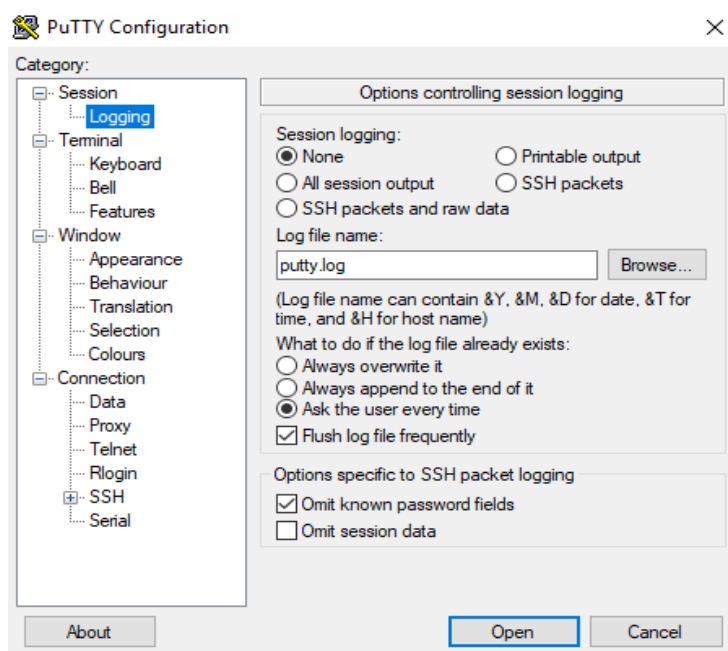 PuTTY Configuration
Category:
Session
Logging
Terminal
Keyboard
Bell
Features
Window
Appearance
Behaviour
Translation
Selection
Colours
Connection
Data
Proxy
Telnet
Rlogin
SSH
Serial
Options controlling session logging
Session logging:
None
Printable output
All session output
SSH packets
SSH packets and raw data
Log file name:
putty.log
Browse...
(Log file name can contain &Y, &M, &D for date, &T for
time, and &H for host name)
What to do if the log file already exists:
Always overwrite it
Always append to the end of it
Ask the user every time
Flush log file frequently
Options specific to SSH packet logging
Omit known password fields
Omit session data
About
Open
Cancel